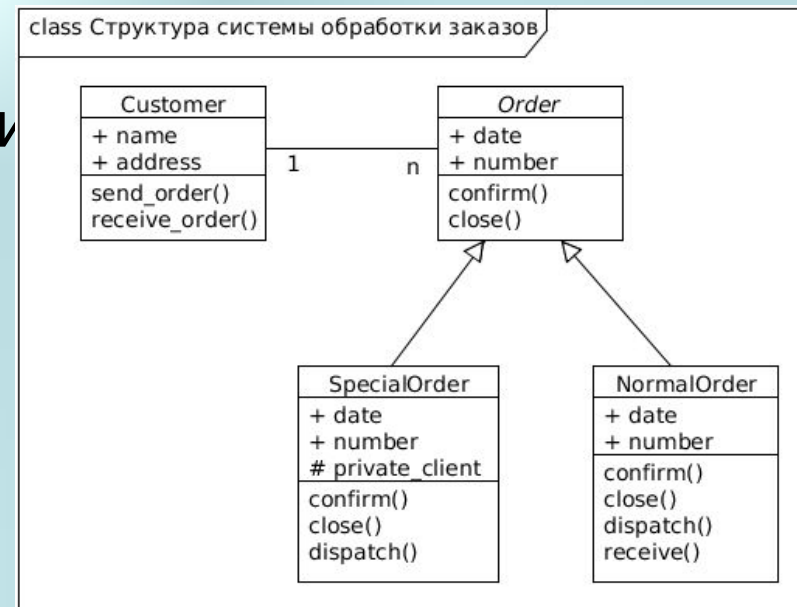 class Структура системы обработки заказов
Customer
+ name
+ address
send_order()
receive_order()
1
n
Order
+ date
+ number
confirm()
close()
SpecialOrder
+ date
+ number
# private_client
confirm()
close()
dispatch()
NormalOrder
+ date
+ number
confirm()
close()
dispatch()
receive()